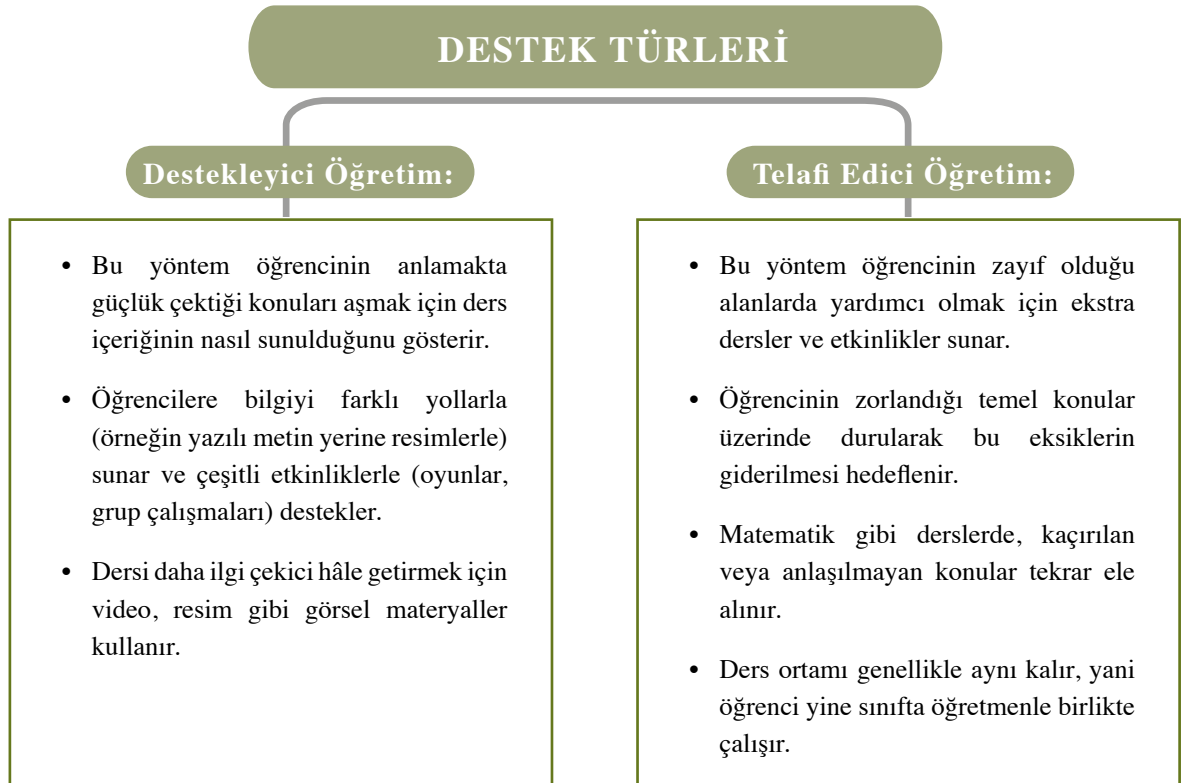 DESTEK TÜRLERİ
Destekleyici Öğretim:
• Bu yöntem öğrencinin anlamakta
güçlük çektiği konuları aşmak için ders
içeriğinin nasıl sunulduğunu gösterir.
• Öğrencilere bilgiyi farklı yollarla
(örneğin yazılı metin yerine resimlerle)
sunar ve çeşitli etkinliklerle (oyunlar,
grup çalışmaları) destekler.
• Dersi daha ilgi çekici hâle getirmek için
video, resim gibi görsel materyaller
kullanır.
Telafi Edici Öğretim:
• Bu yöntem öğrencinin zayıf olduğu
alanlarda yardımcı olmak için ekstra
dersler ve etkinlikler sunar.
• Öğrencinin zorlandığı temel konular
üzerinde durularak bu eksiklerin
giderilmesi hedeflenir.
• Matematik gibi derslerde, kaçırılan
veya anlaşılmayan konular tekrar ele
alınır.
• Ders ortamı genellikle aynı kalır, yani
öğrenci yine sınıfta öğretmenle birlikte
çalışır.